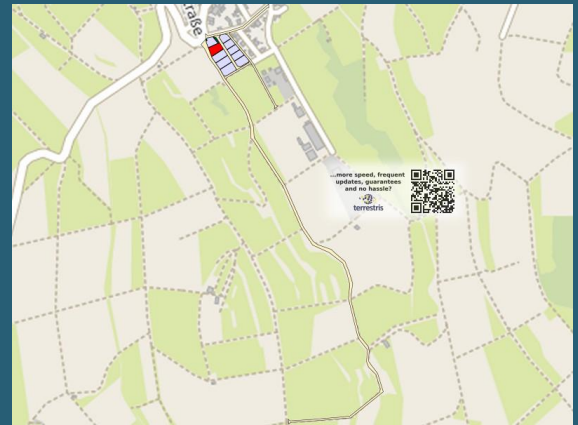 raße
...more speed, frequent
updates, guarantees
and no hassle?
terrestris